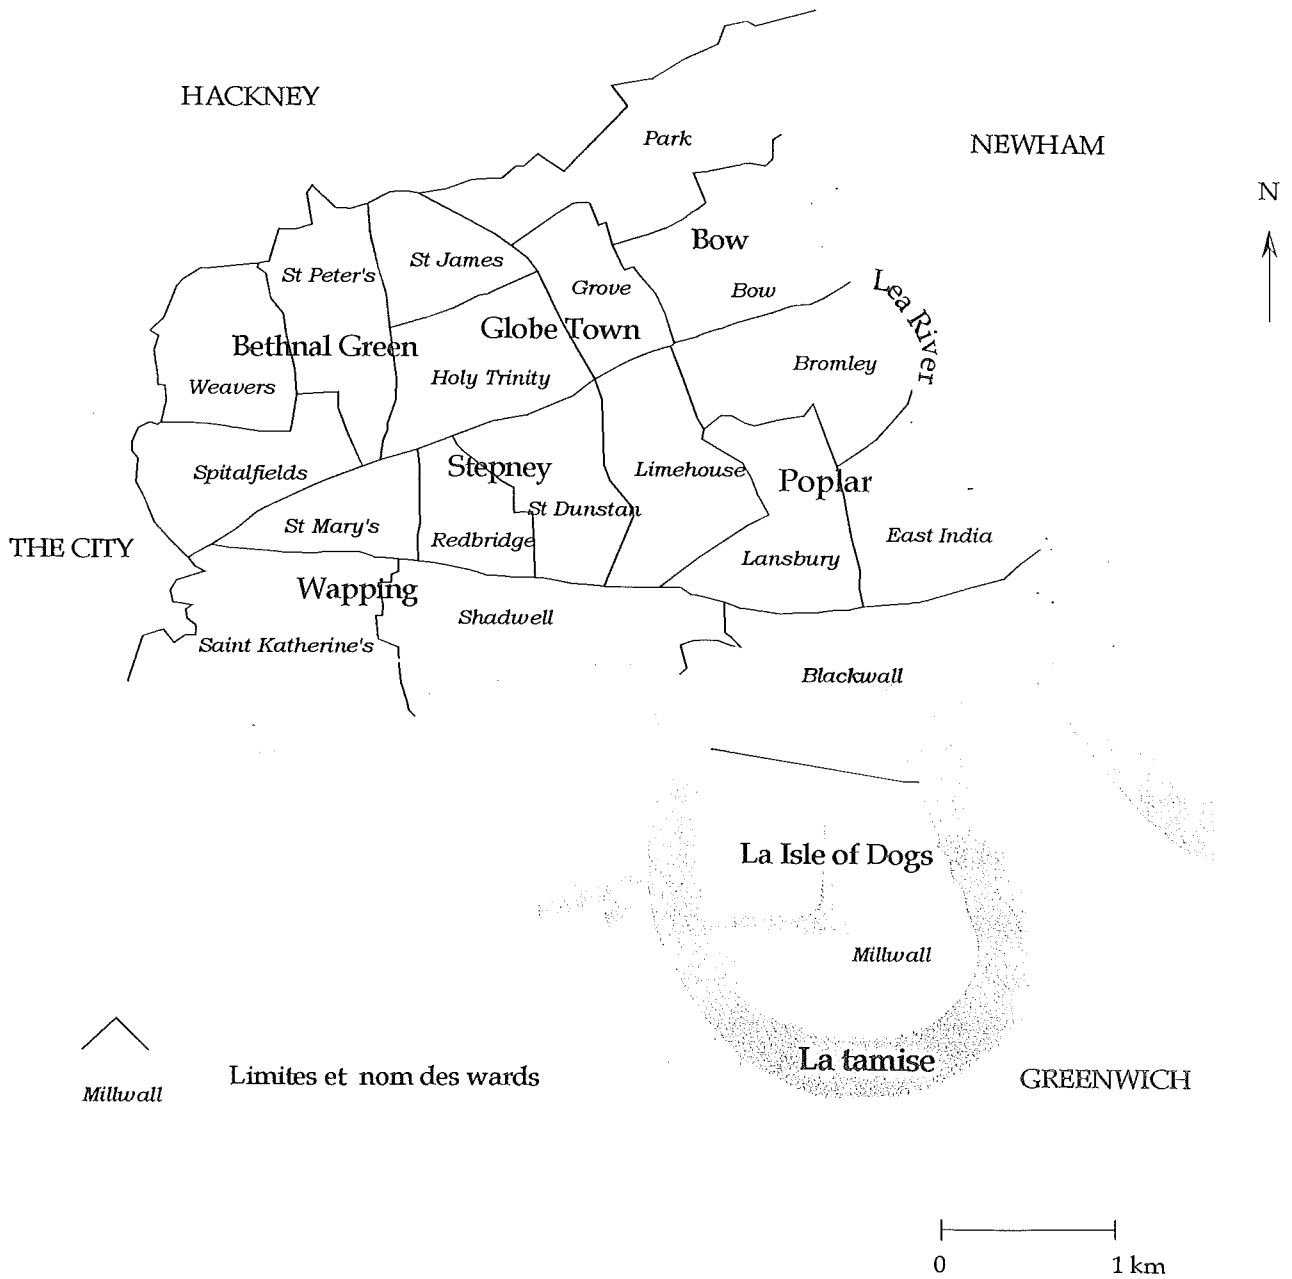 HACKNEY
Park
NEWHAM
N
Bow
St James
St Peter's
Grove
Bow
Lea River
Globe Town
Bethnal Green
Bromley
Holy Trinity
Weavers
Stepney
Limehouse
Spitalfields
Poplar
St Dunstan
St Mary's
East India
Redbridge
THE CITY
Lansbury
Wapping
Shadwell
Saint Katherine's
Blackwall
La Isle of Dogs
Millwall
La tamise
Limites et nom des wards
GREENWICH
Millwall
0 1 km